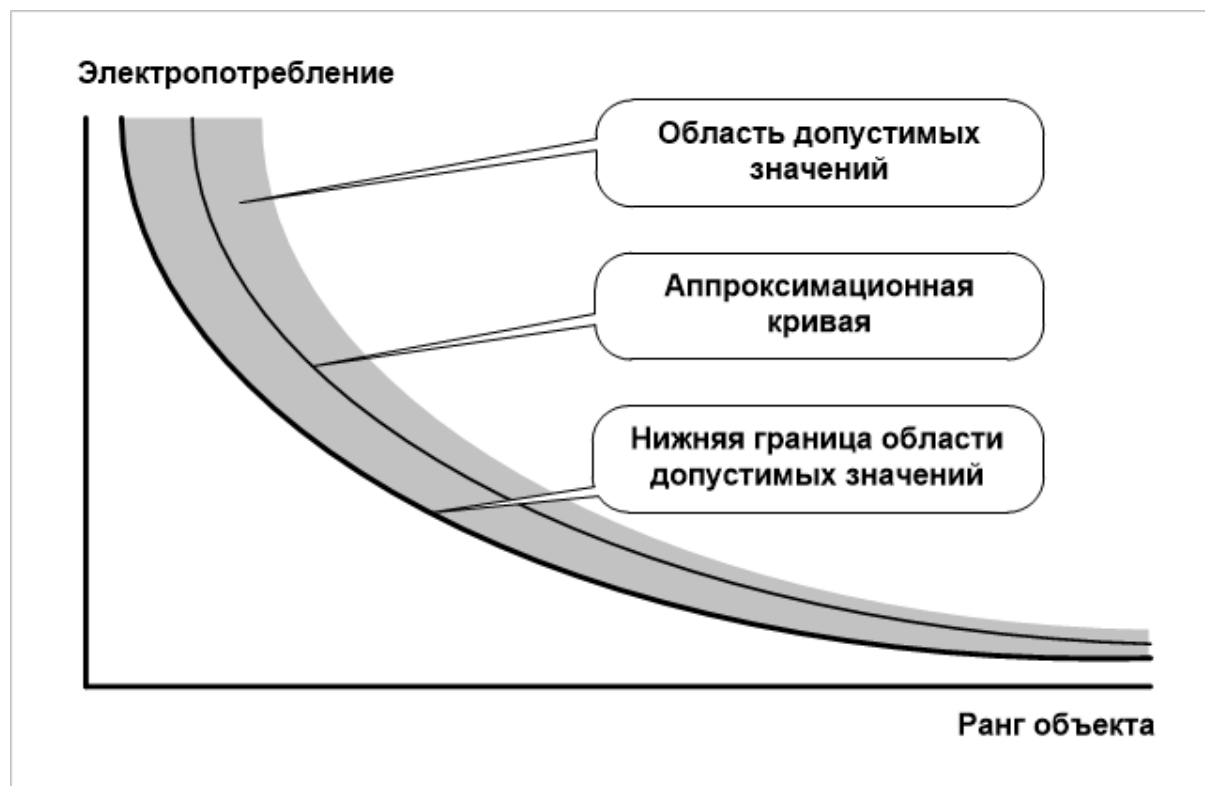 Электропотребление
Область допустимых
значений
Аппроксимационная
кривая
Нижняя граница области
допустимых значений
Ранг объекта